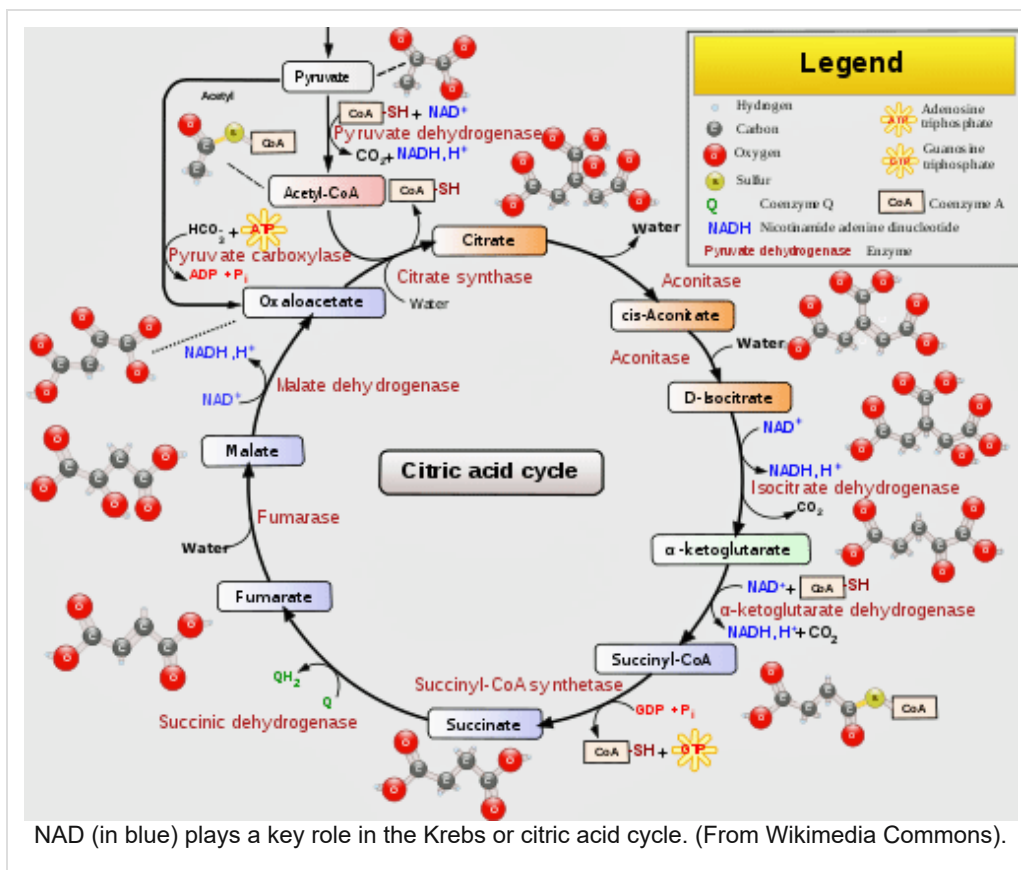 Pyruvate
Acetyl
CoA-SH + NAD⁺
Pyruvate dehydrogenase
CO₂ + NADH, H⁺
S
CoA
Acetyl-CoA
CoA-SH
HCO₃⁻ + ATP
Pyruvate carboxylase
ADP + Pᵢ
Citrate
Citrate synthase
Water
Oxaloacetate
Water
Aconitase
cis-Aconitate
Aconitase
Water
D-Isocitrate
NAD⁺
NADH, H⁺
Isocitrate dehydrogenase
CO₂
α-ketoglutarate
NAD⁺ + CoA-SH
α-ketoglutarate dehydrogenase
NADH, H⁺ + CO₂
Succinyl-CoA
S
CoA
Succinyl-CoA synthetase
GDP + Pᵢ
CoA-SH + GTP
Succinate
QH₂
Q
Succinic dehydrogenase
Fumarate
Water
Fumarase
Malate
NADH, H⁺
NAD⁺
Malate dehydrogenase
Citric acid cycle
Legend
Hydrogen
C Carbon
O Oxygen
S Sulfur
Q Coenzyme Q
ATP Adenosine
triphosphate
GTP Guanosine
triphosphate
CoA Coenzyme A
NADH Nicotinamide adenine dinucleotide
Pyruvate dehydrogenase Enzyme
NAD (in blue) plays a key role in the Krebs or citric acid cycle. (From Wikimedia Commons).